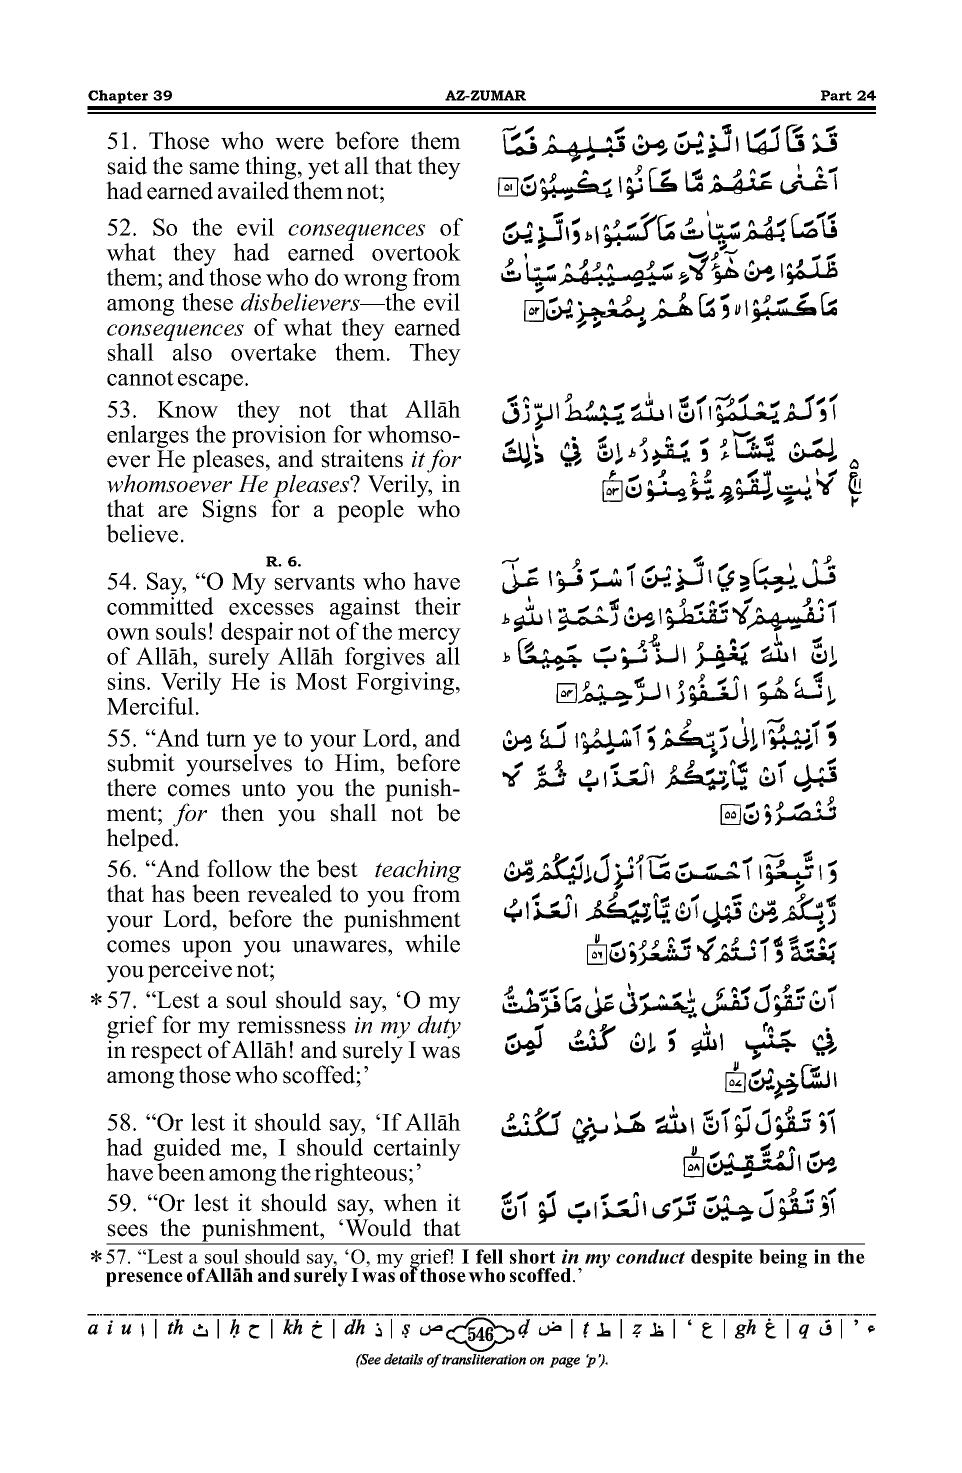 Chapter 39 AZ-ZUMAR Part 24
51. Those who were before them
said the same thing, yet all that they
had earned availed them not;
قَدْ قَالَهَا الَّذِيْنَ مِنْ قَبْلِهِمْ فَمَاۤ
اَغْنٰى عَنْهُمْ مَّا كَانُوْا يَكْسِبُوْنَ ۵۱
52. So the evil consequences of
what they had earned overtook
them; and those who do wrong from
among these disbelievers—the evil
consequences of what they earned
shall also overtake them. They
cannot escape.
فَاَصَابَهُمْ سَيِّاٰتُ مَا كَسَبُوْا ؕ وَالَّذِيْنَ
ظَلَمُوْا مِنْ هٰۤؤُلَآءِ سَيُصِيْبُهُمْ سَيِّاٰتُ
مَا كَسَبُوْا ۙ وَمَا هُمْ بِمُعْجِزِيْنَ ۵۲
53. Know they not that Allāh
enlarges the provision for whomso-
ever He pleases, and straitens it for
whomsoever He pleases? Verily, in
that are Signs for a people who
believe.
اَوَلَمْ يَعْلَمُوْۤا اَنَّ اللّٰهَ يَبْسُطُ الرِّزْقَ
لِمَنْ يَّشَآءُ وَ يَقْدِرُ ؕ اِنَّ فِيْ ذٰلِكَ
لَاٰيٰتٍ لِّقَوْمٍ يُّؤْمِنُوْنَ ۵۳
R. 6.
54. Say, “O My servants who have
committed excesses against their
own souls! despair not of the mercy
of Allāh, surely Allāh forgives all
sins. Verily He is Most Forgiving,
Merciful.
قُلْ يٰعِبَادِيَ الَّذِيْنَ اَسْرَفُوْا عَلٰۤى
اَنْفُسِهِمْ لَا تَقْنَطُوْا مِنْ رَّحْمَةِ اللّٰهِ ؕ
اِنَّ اللّٰهَ يَغْفِرُ الذُّنُوْبَ جَمِيْعًا ؕ
اِنَّهٗ هُوَ الْغَفُوْرُ الرَّحِيْمُ ۵۴
55. “And turn ye to your Lord, and
submit yourselves to Him, before
there comes unto you the punish-
ment; for then you shall not be
helped.
وَ اَنِيْبُوْۤا اِلٰى رَبِّكُمْ وَ اَسْلِمُوْا لَهٗ مِنْ
قَبْلِ اَنْ يَّاْتِيَكُمُ الْعَذَابُ ثُمَّ لَا
تُنْصَرُوْنَ ۵۵
56. “And follow the best teaching
that has been revealed to you from
your Lord, before the punishment
comes upon you unawares, while
you perceive not;
وَ اتَّبِعُوْۤا اَحْسَنَ مَاۤ اُنْزِلَ اِلَيْكُمْ مِّنْ
رَّبِّكُمْ مِّنْ قَبْلِ اَنْ يَّاْتِيَكُمُ الْعَذَابُ
بَغْتَةً وَّ اَنْتُمْ لَا تَشْعُرُوْنَ ۵۶
*57. “Lest a soul should say, ‘O my
grief for my remissness in my duty
in respect of Allāh! and surely I was
among those who scoffed;’
اَنْ تَقُوْلَ نَفْسٌ يّٰحَسْرَتٰى عَلٰى مَا فَرَّطْتُّ
فِيْ جَنْۢبِ اللّٰهِ وَ اِنْ كُنْتُ لَمِنَ
السَّاخِرِيْنَ ۵۷
58. “Or lest it should say, ‘If Allāh
had guided me, I should certainly
have been among the righteous;’
اَوْ تَقُوْلَ لَوْ اَنَّ اللّٰهَ هَدٰىنِيْ لَكُنْتُ
مِنَ الْمُتَّقِيْنَ ۵۸
59. “Or lest it should say, when it
sees the punishment, ‘Would that
اَوْ تَقُوْلَ حِيْنَ تَرَى الْعَذَابَ لَوْ اَنَّ
*57. “Lest a soul should say, ‘O, my grief! I fell short in my conduct despite being in the
presence of Allāh and surely I was of those who scoffed.’
a i u ا | th ث | ḥ ح | kh خ | dh ذ | ṣ ص 546 ḍ ض | ṭ ط | ẓ ظ | ‘ ع | gh غ | q ق | ’ ء
(See details of transliteration on page ‘p’).